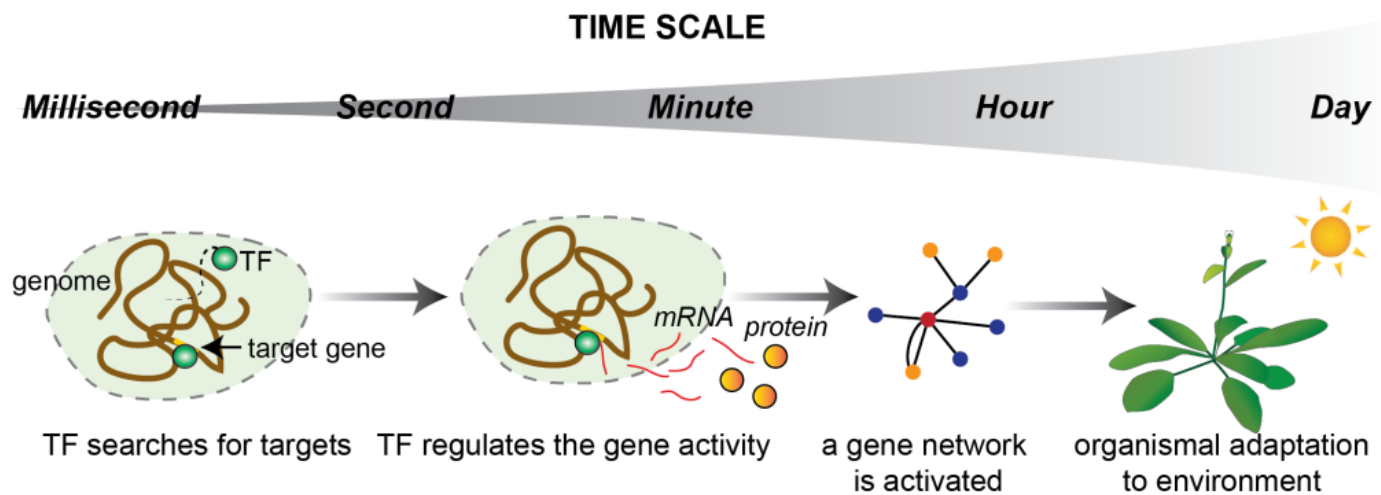 TIME SCALE
Millisecond Second Minute Hour Day
TF
genome
target gene
mRNA protein
TF searches for targets
TF regulates the gene activity
a gene network
is activated
organismal adaptation
to environment